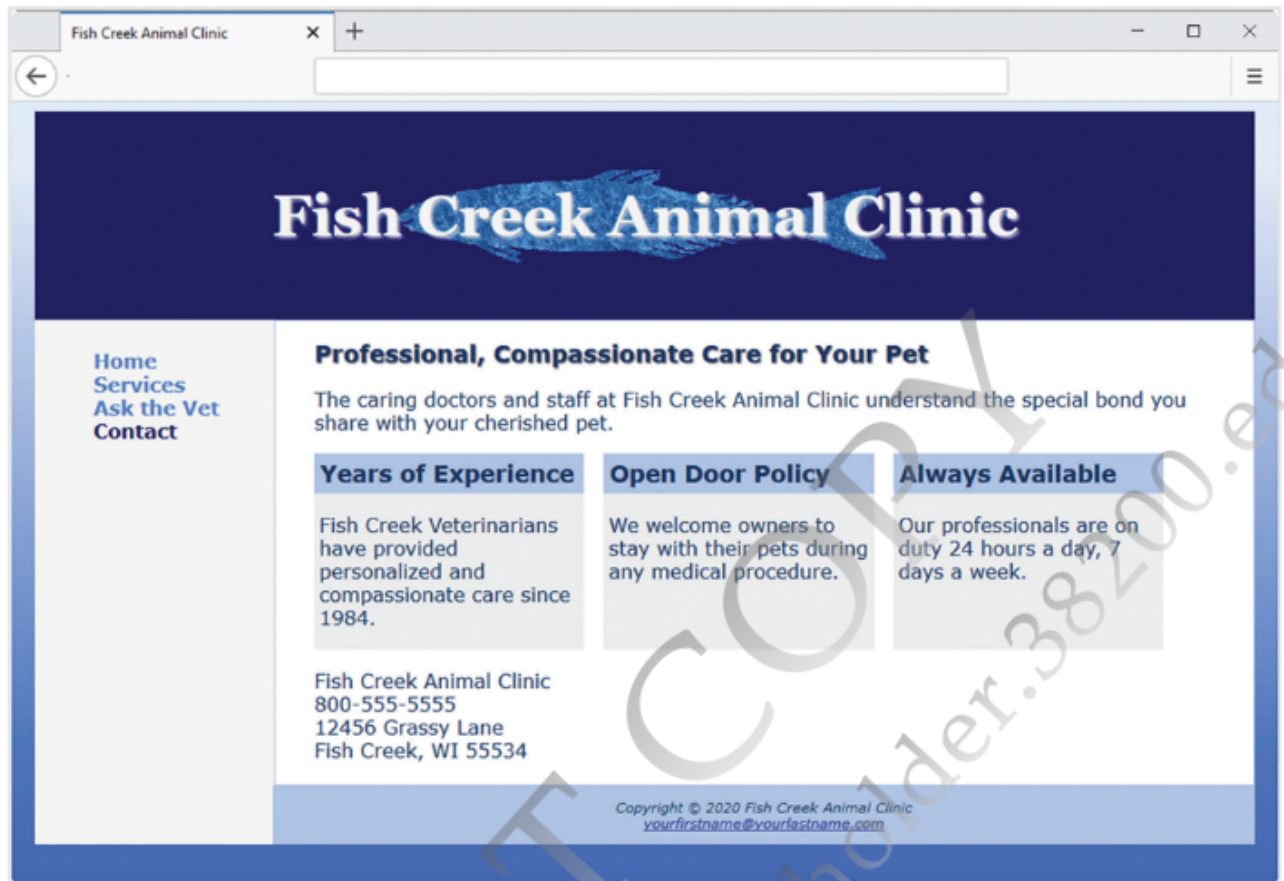 Fish Creek Animal Clinic
Fish Creek Animal Clinic
Home
Services
Ask the Vet
Contact
Professional, Compassionate Care for Your Pet
The caring doctors and staff at Fish Creek Animal Clinic understand the special bond you
share with your cherished pet.
Years of Experience
Fish Creek Veterinarians
have provided
personalized and
compassionate care since
1984.
Open Door Policy
We welcome owners to
stay with their pets during
any medical procedure.
Always Available
Our professionals are on
duty 24 hours a day, 7
days a week.
Fish Creek Animal Clinic
800-555-5555
12456 Grassy Lane
Fish Creek, WI 55534
Copyright © 2020 Fish Creek Animal Clinic
yourfirstname@yourlastname.com
T COPY
holder.38200.ed